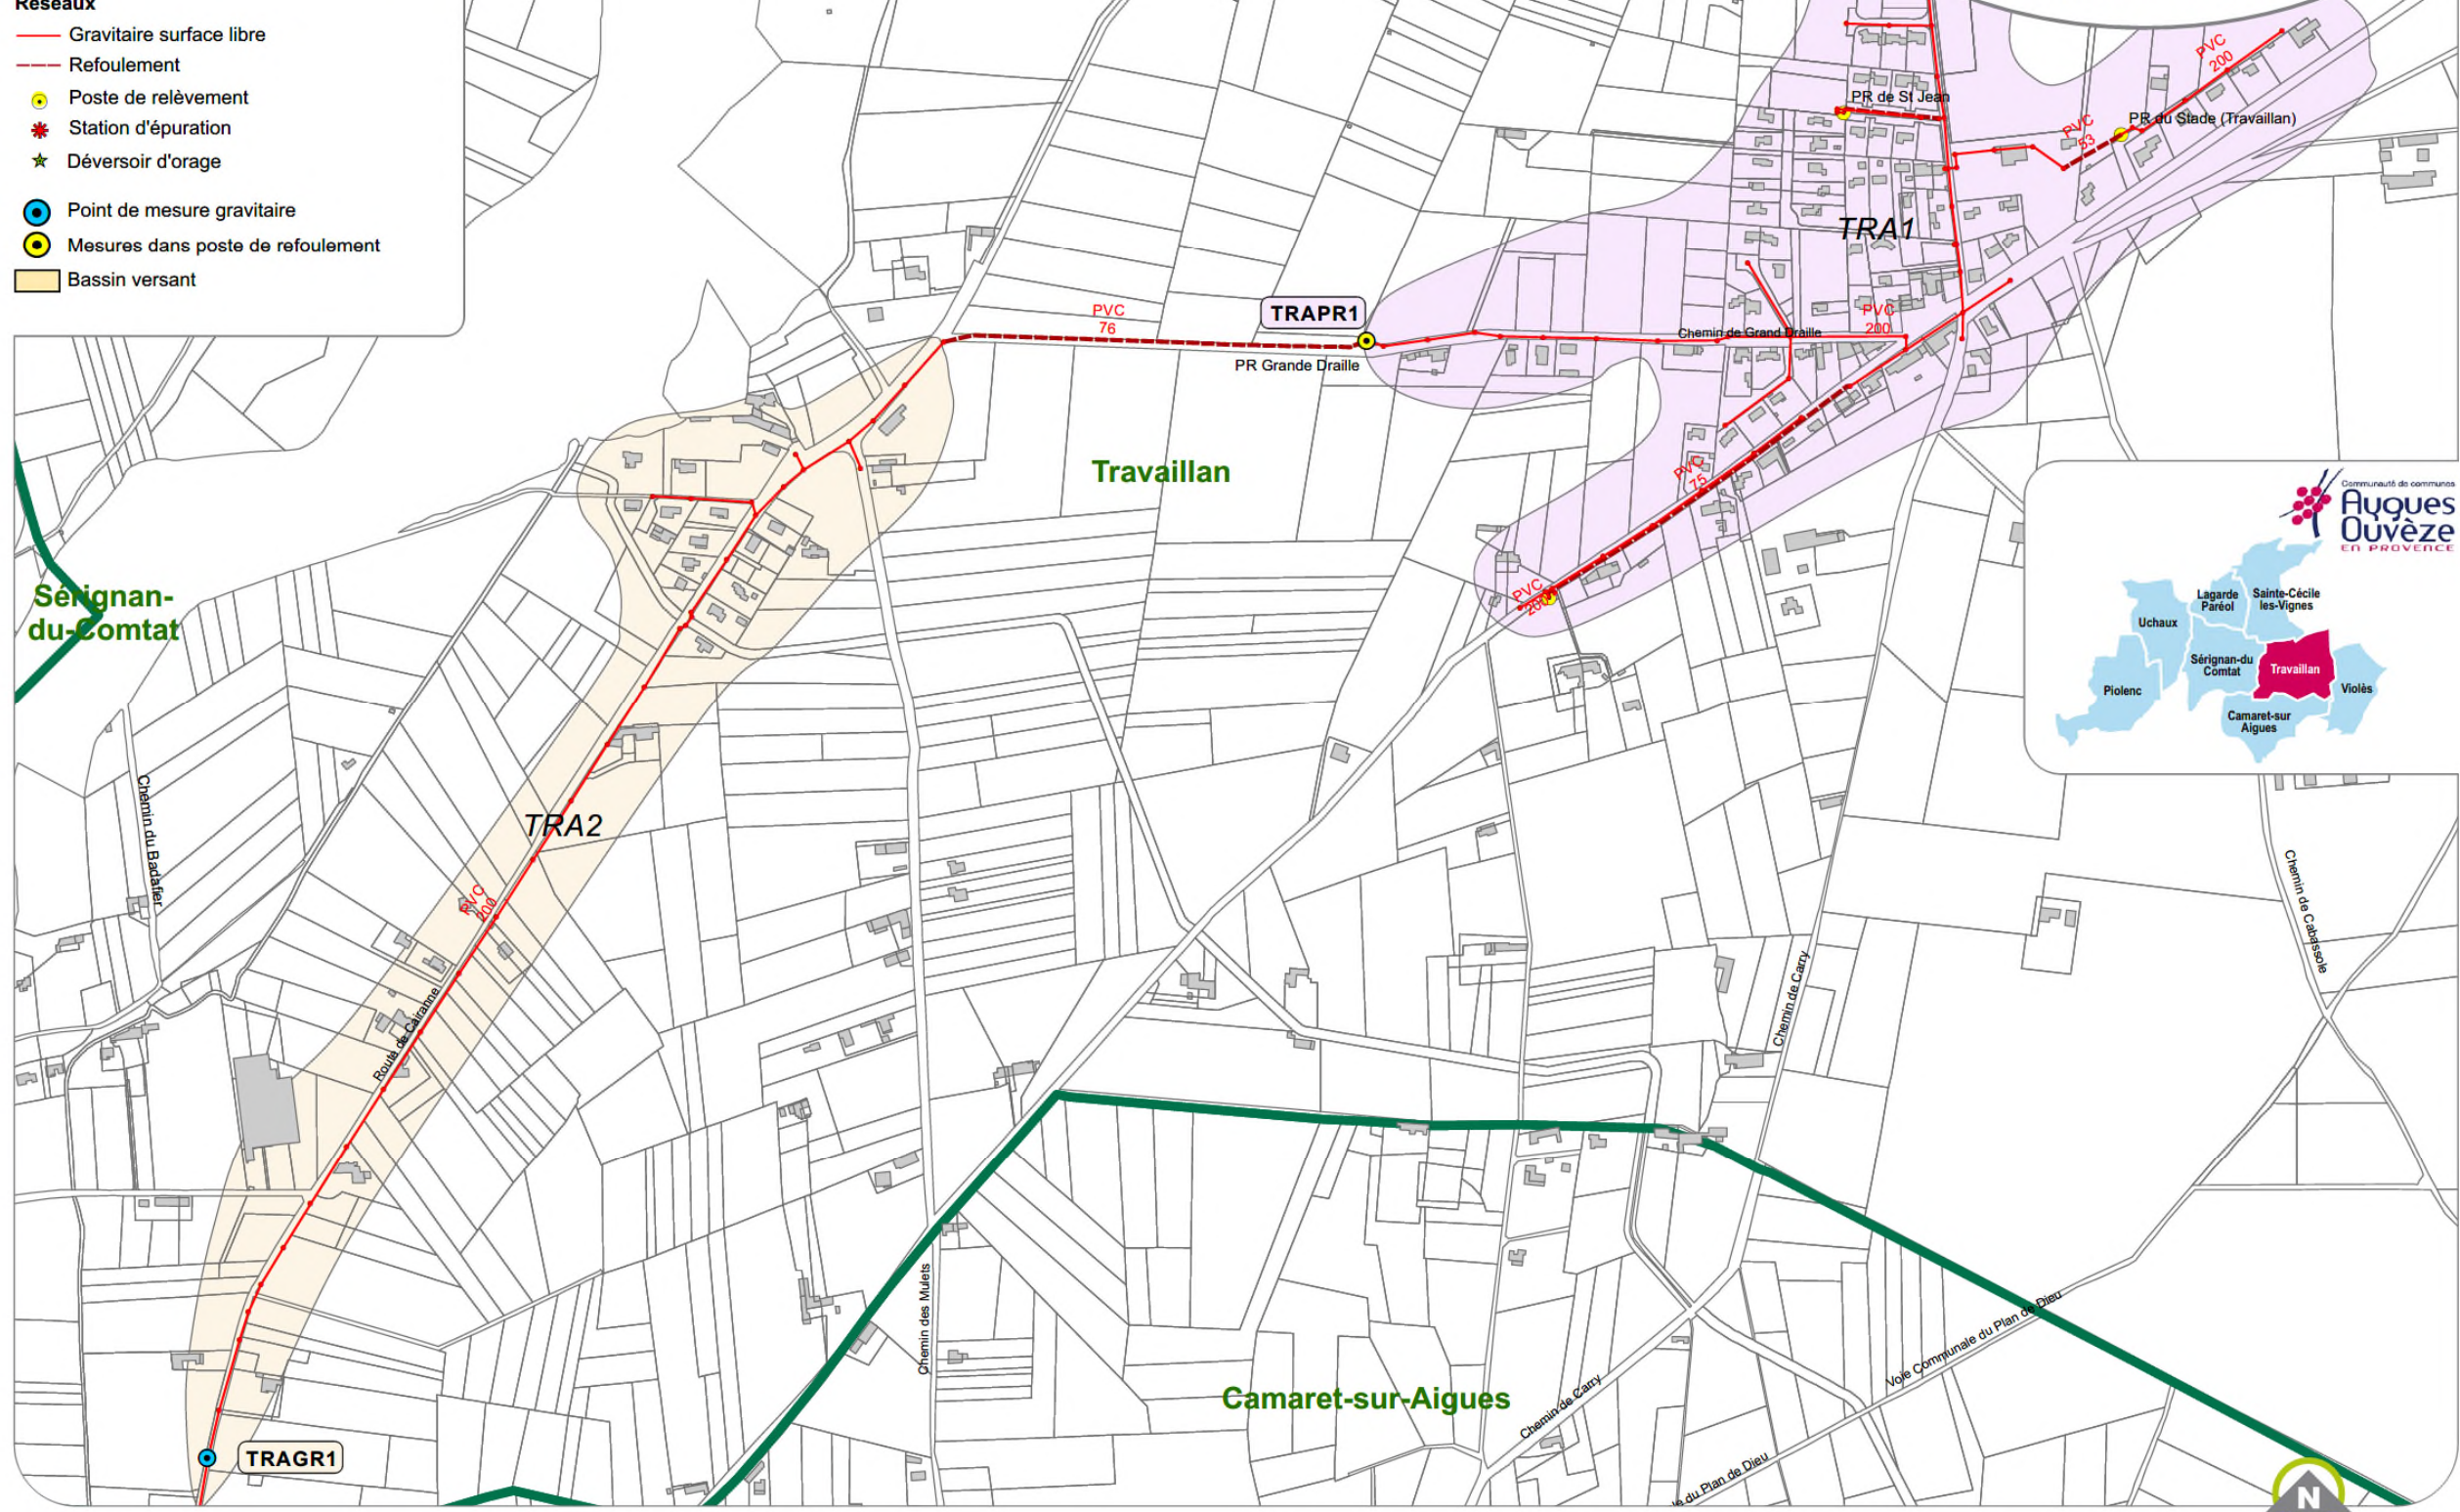 Réseaux
Gravitaire surface libre
Refoulement
Poste de relèvement
Station d'épuration
Déversoir d'orage
Point de mesure gravitaire
Mesures dans poste de refoulement
Bassin versant
PVC
200
PR de St Jean
PR du Stade (Travaillan)
PVC
53
TRA1
TRAPR1
PVC
76
PVC
200
Chemin de Grand Draille
PR Grande Draille
Travaillan
PVC
75
PVC
200
Sérignan-
du-Comtat
Communauté de communes
Aygues
Ouvèze
EN PROVENCE
Lagarde
Paréol
Sainte-Cécile
les-Vignes
Uchaux
Sérignan-du
Comtat
Travaillan
Piolenc
Violès
Camaret-sur
Aigues
Chemin du Badafier
TRA2
PVC
200
Route de Cairanne
Chemin de Carry
Chemin de Cabassole
Chemin des Mulets
Voie Communale du Plan de Dieu
Camaret-sur-Aigues
Chemin de Carry
le du Plan de Dieu
TRAGR1
N